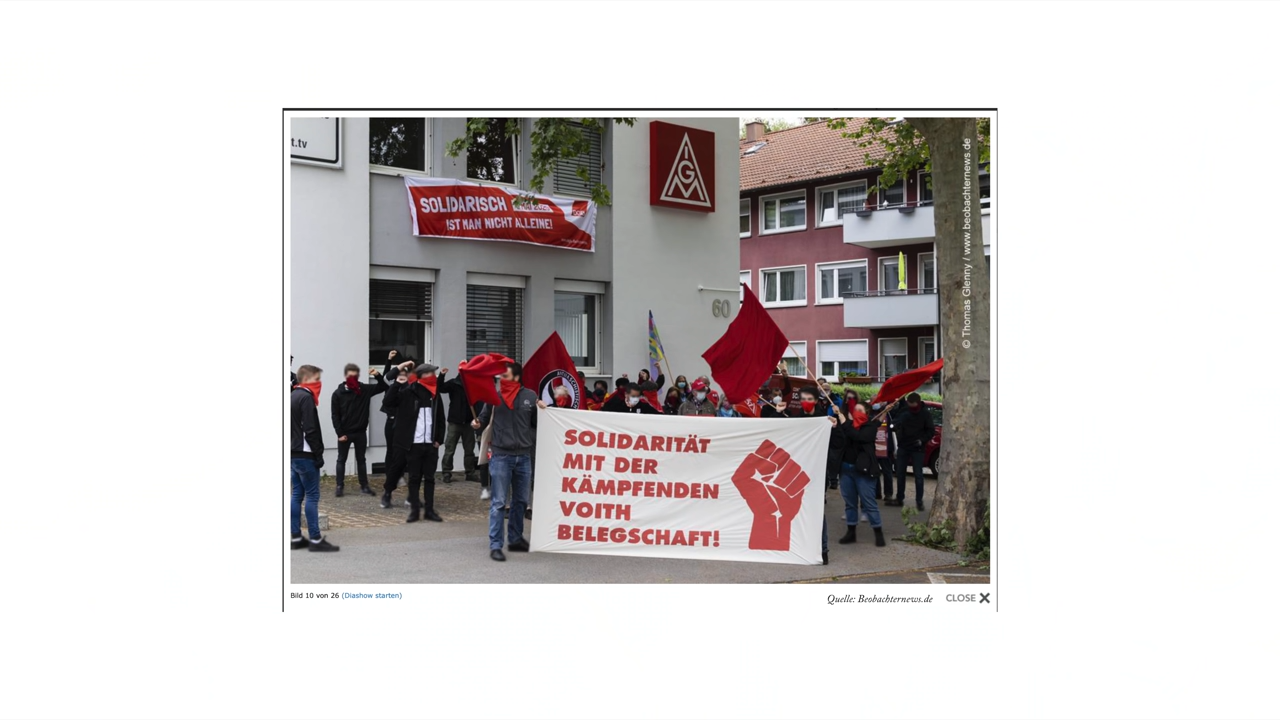 t.tv
SOLIDARISCH
IST MAN NICHT ALLEINE!
IGM
60
© Thomas Glenny / www.beobachternews.de
SOLIDARITÄT
MIT DER
KÄMPFENDEN
VOITH
BELEGSCHAFT!
Bild 10 von 26 (Diashow starten)
Quelle: Beobachternews.de
CLOSE X